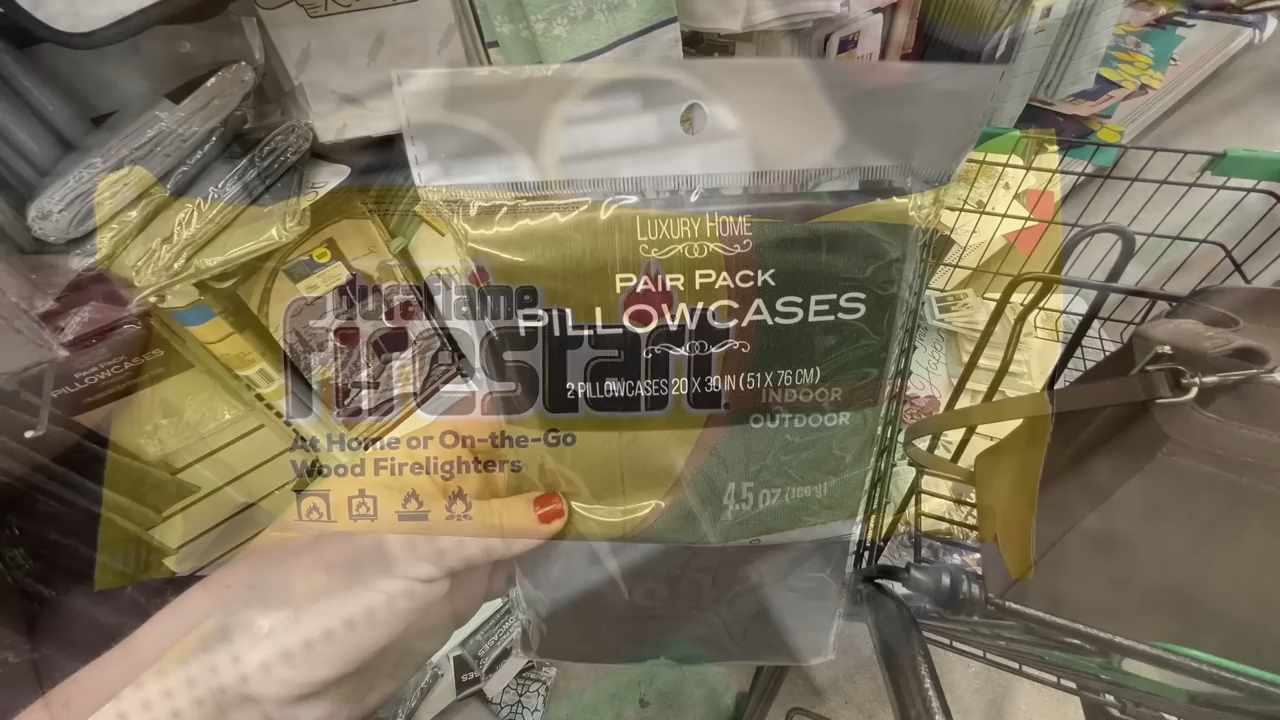 LUXURY HOME
PAIR PACK
PILLOWCASES
2 PILLOWCASES 20 X 30 IN (51 X 76 CM)
duraflame
firestart
At Home or On-the-Go
Wood Firelighters
INDOOR
OUTDOOR
4.5 oz
PAIR PACK
PILLOWCASES